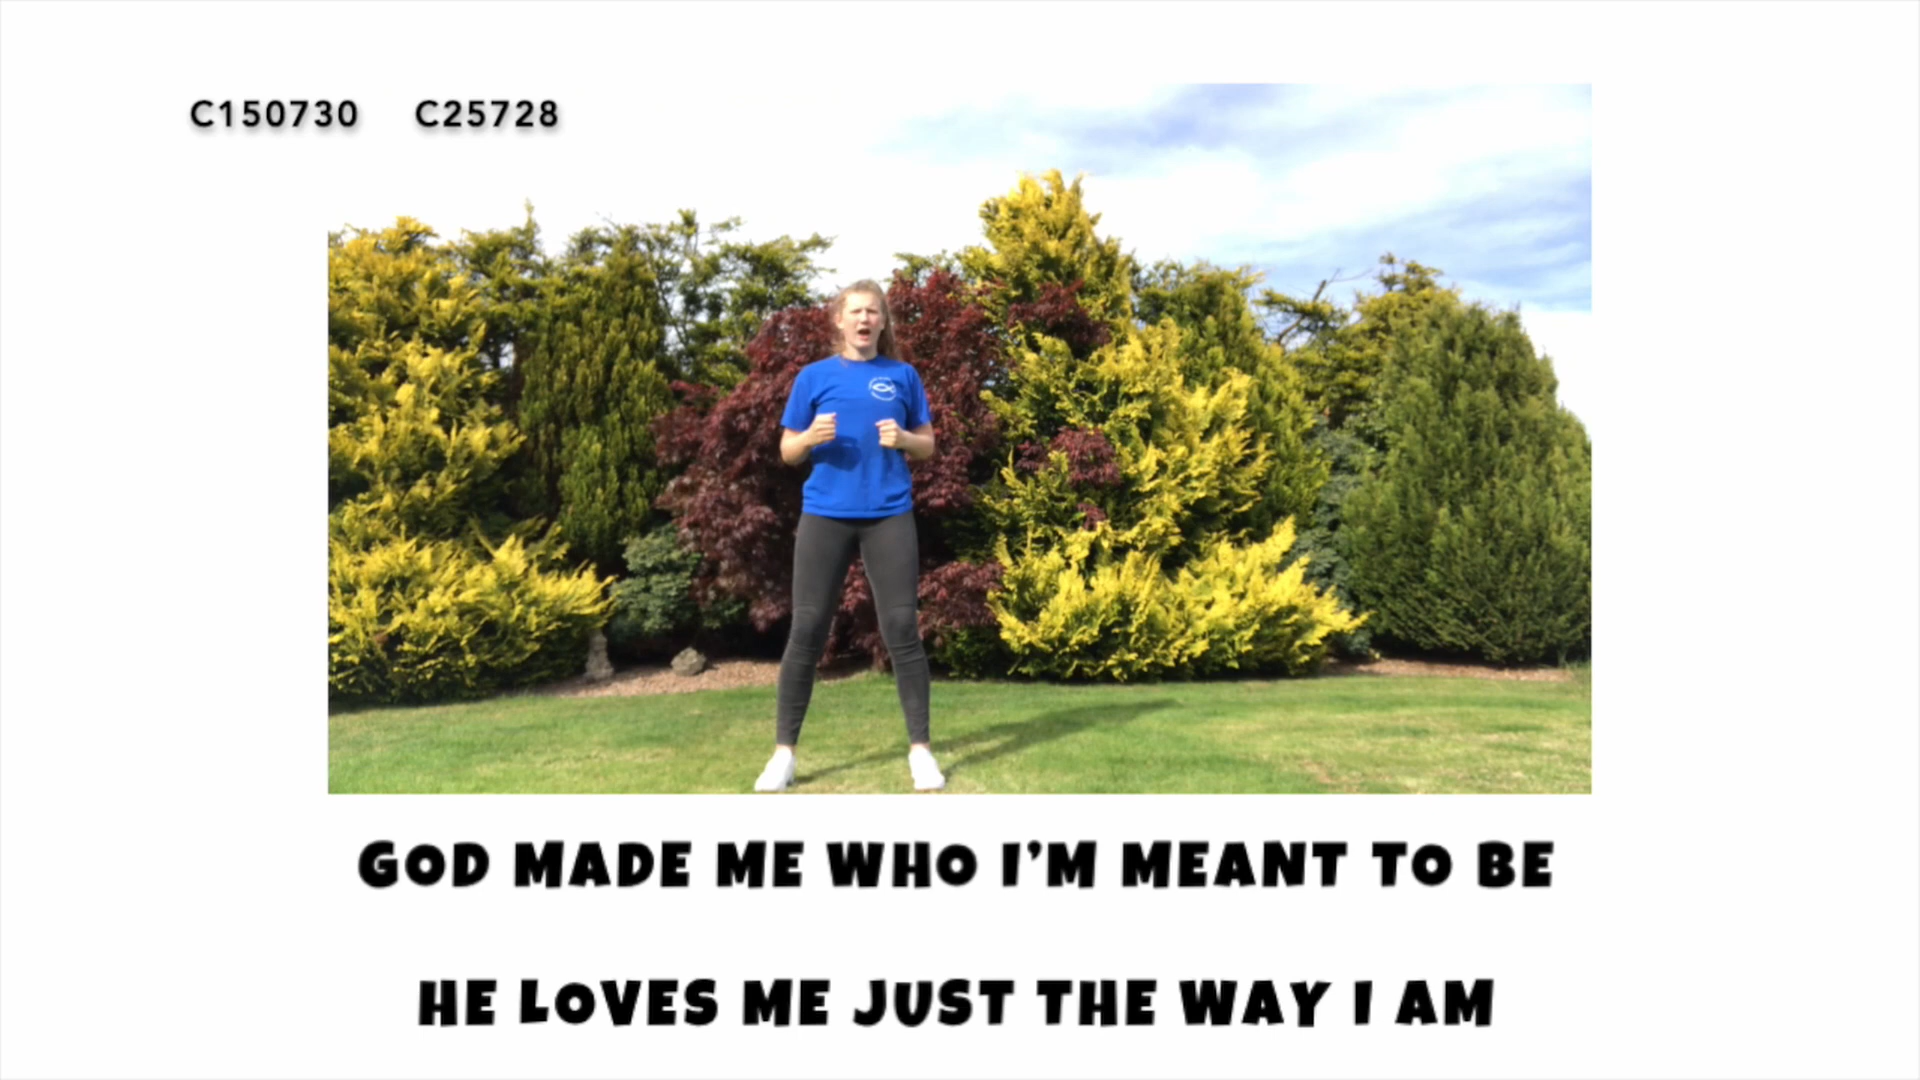 C150730 C25728
GOD MADE ME WHO I'M MEANT TO BE
HE LOVES ME JUST THE WAY I AM